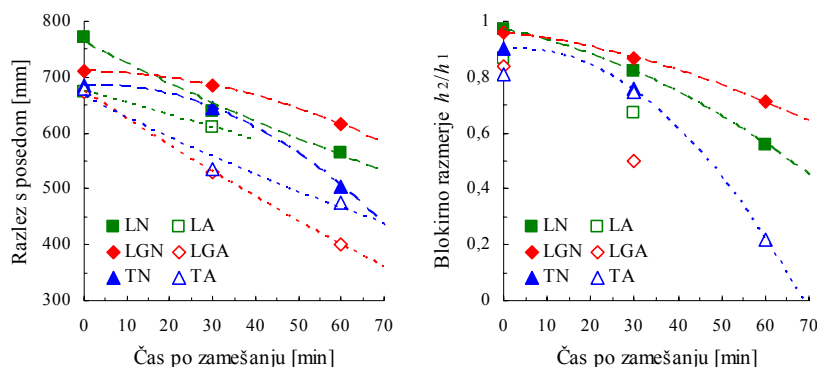 Razlez s posedom [mm]
800
700
600
500
400
300
LN LA
LGN LGA
TN TA
0 10 20 30 40 50 60 70
Čas po zamešanju [min]
Blokirno razmerje h2/h1
1
0,8
0,6
0,4
0,2
0
LN LA
LGN LGA
TN TA
0 10 20 30 40 50 60 70
Čas po zamešanju [min]